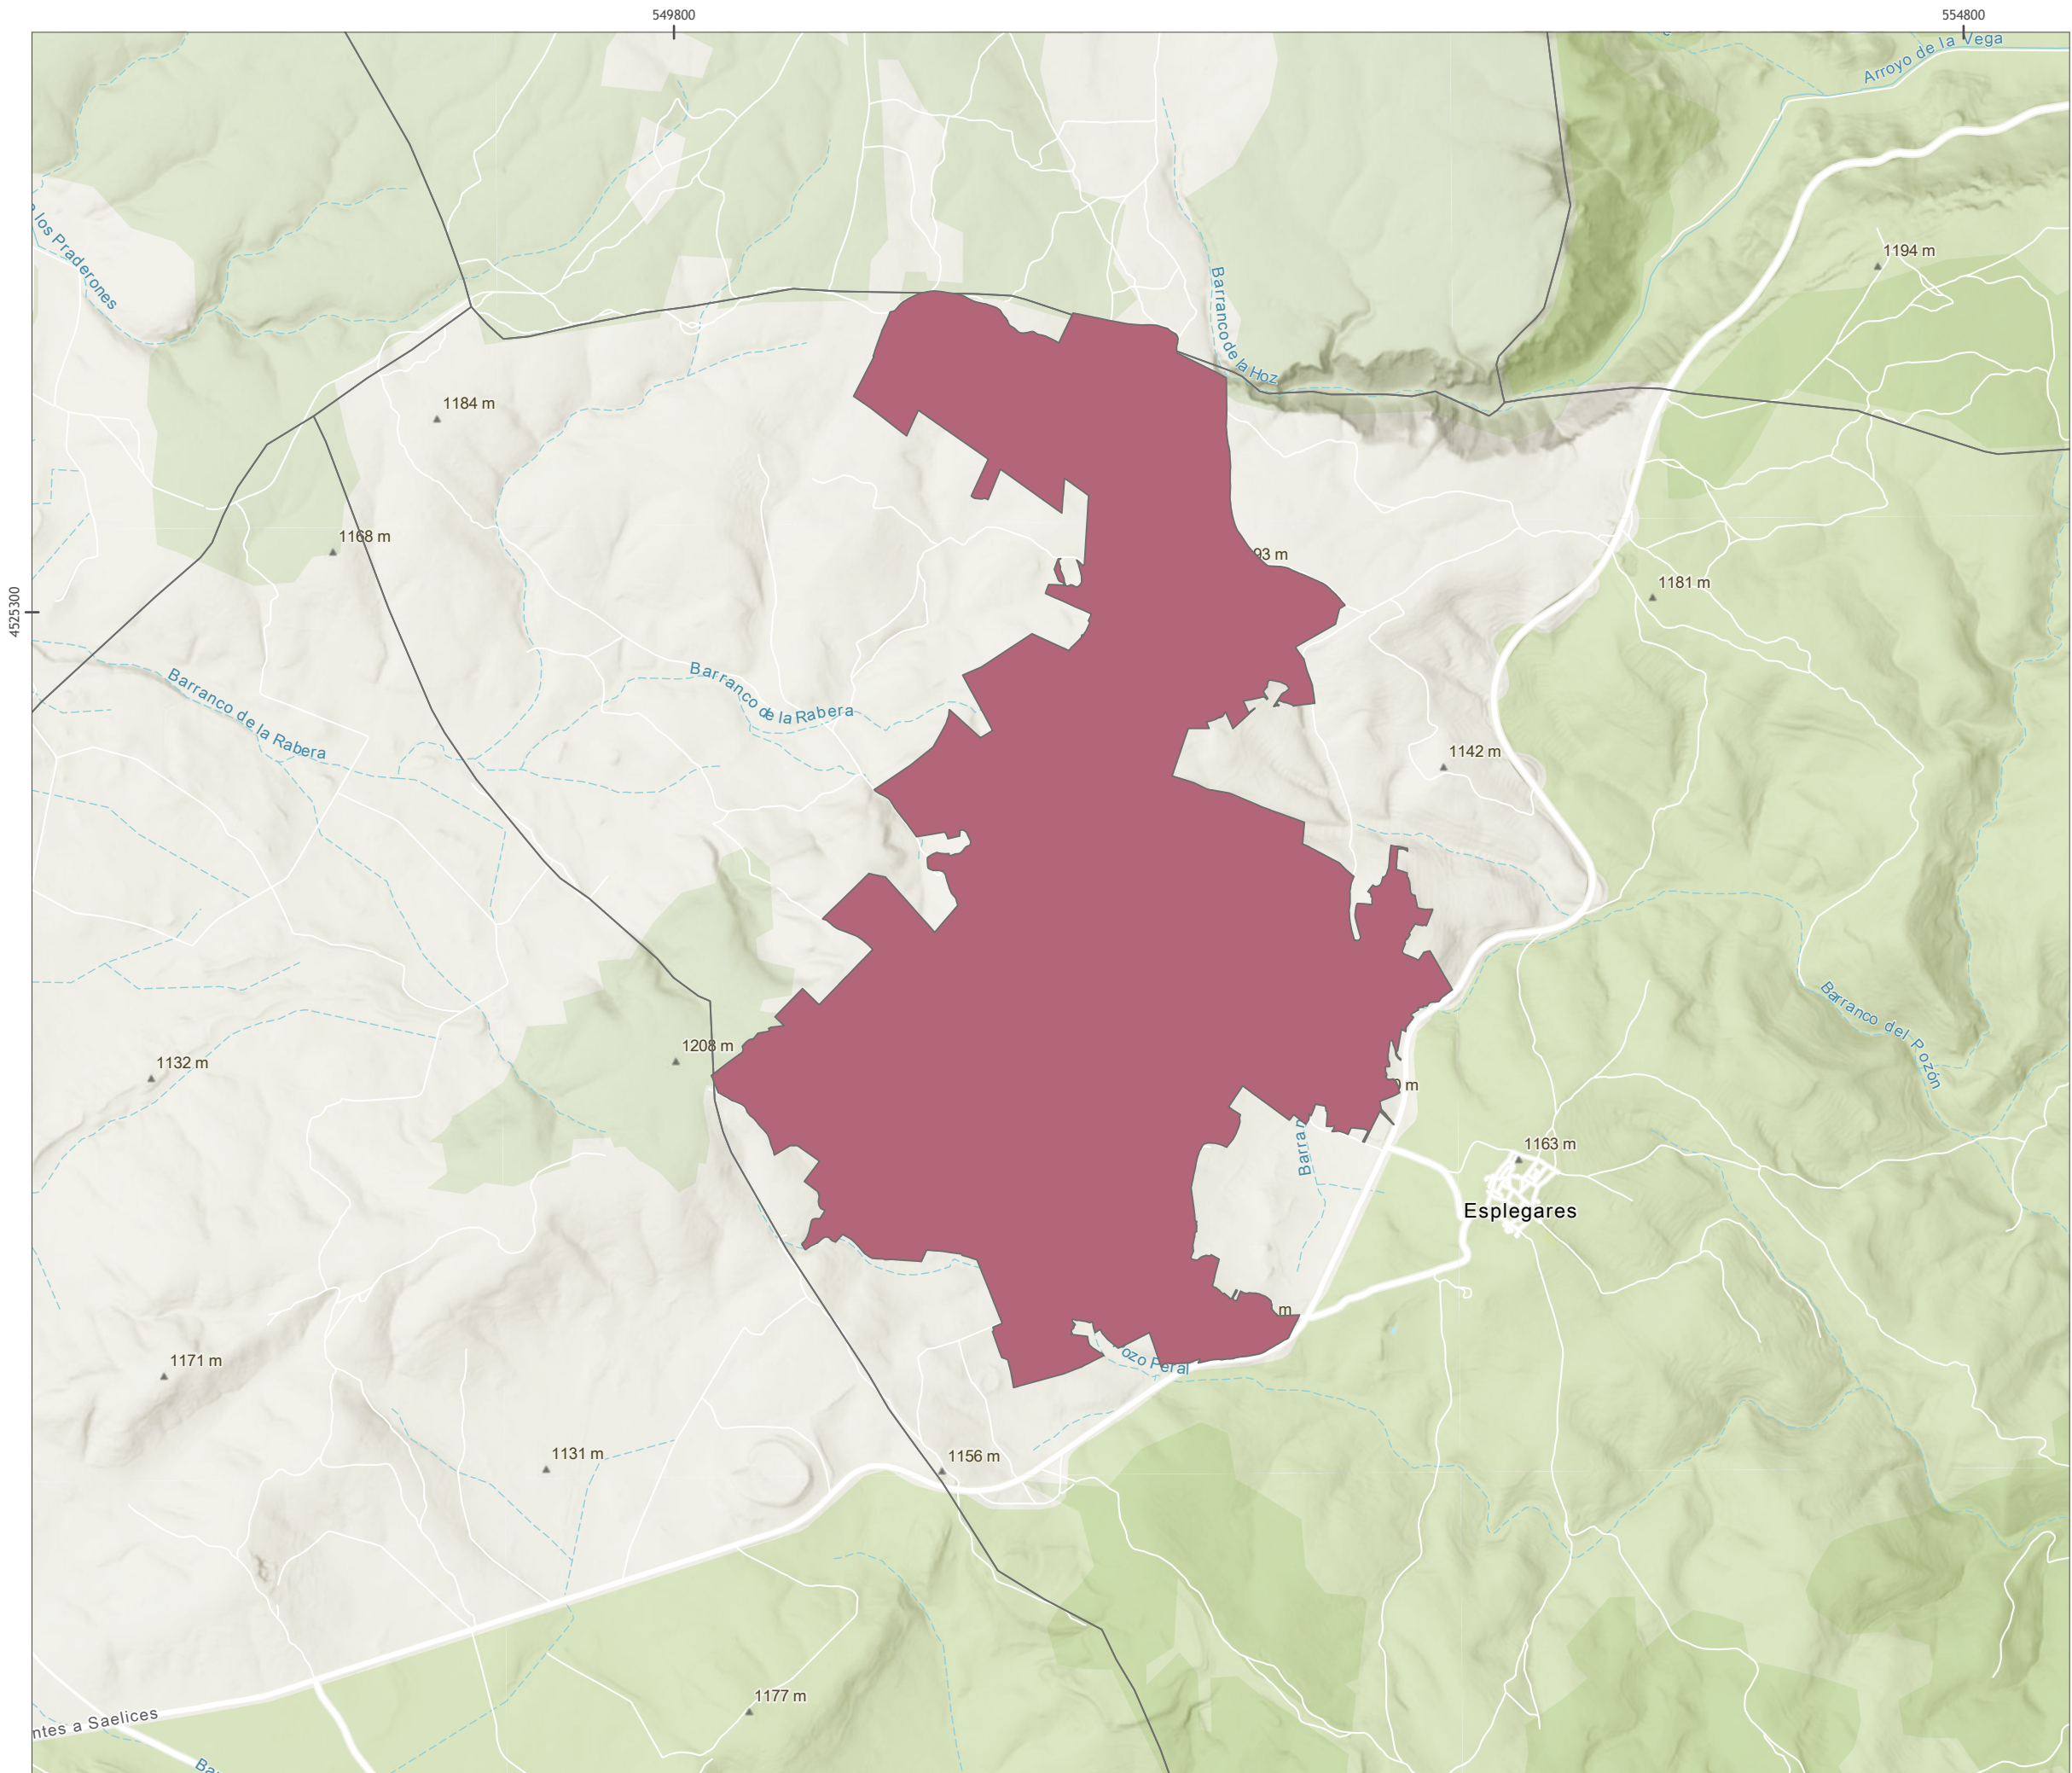 549800
554800
Arroyo de la Vega
los Praderones
1194 m
Barranco de la Hoz
1184 m
1168 m
93 m
1181 m
4525300
Barranco de la Rabera
Barranco de la Rabera
1142 m
Barranco del Pozón
1208 m
1132 m
m
1163 m
Barran
Esplegares
m
ozo Peral
1171 m
1131 m
1156 m
1177 m
ntes a Saelices
Ba